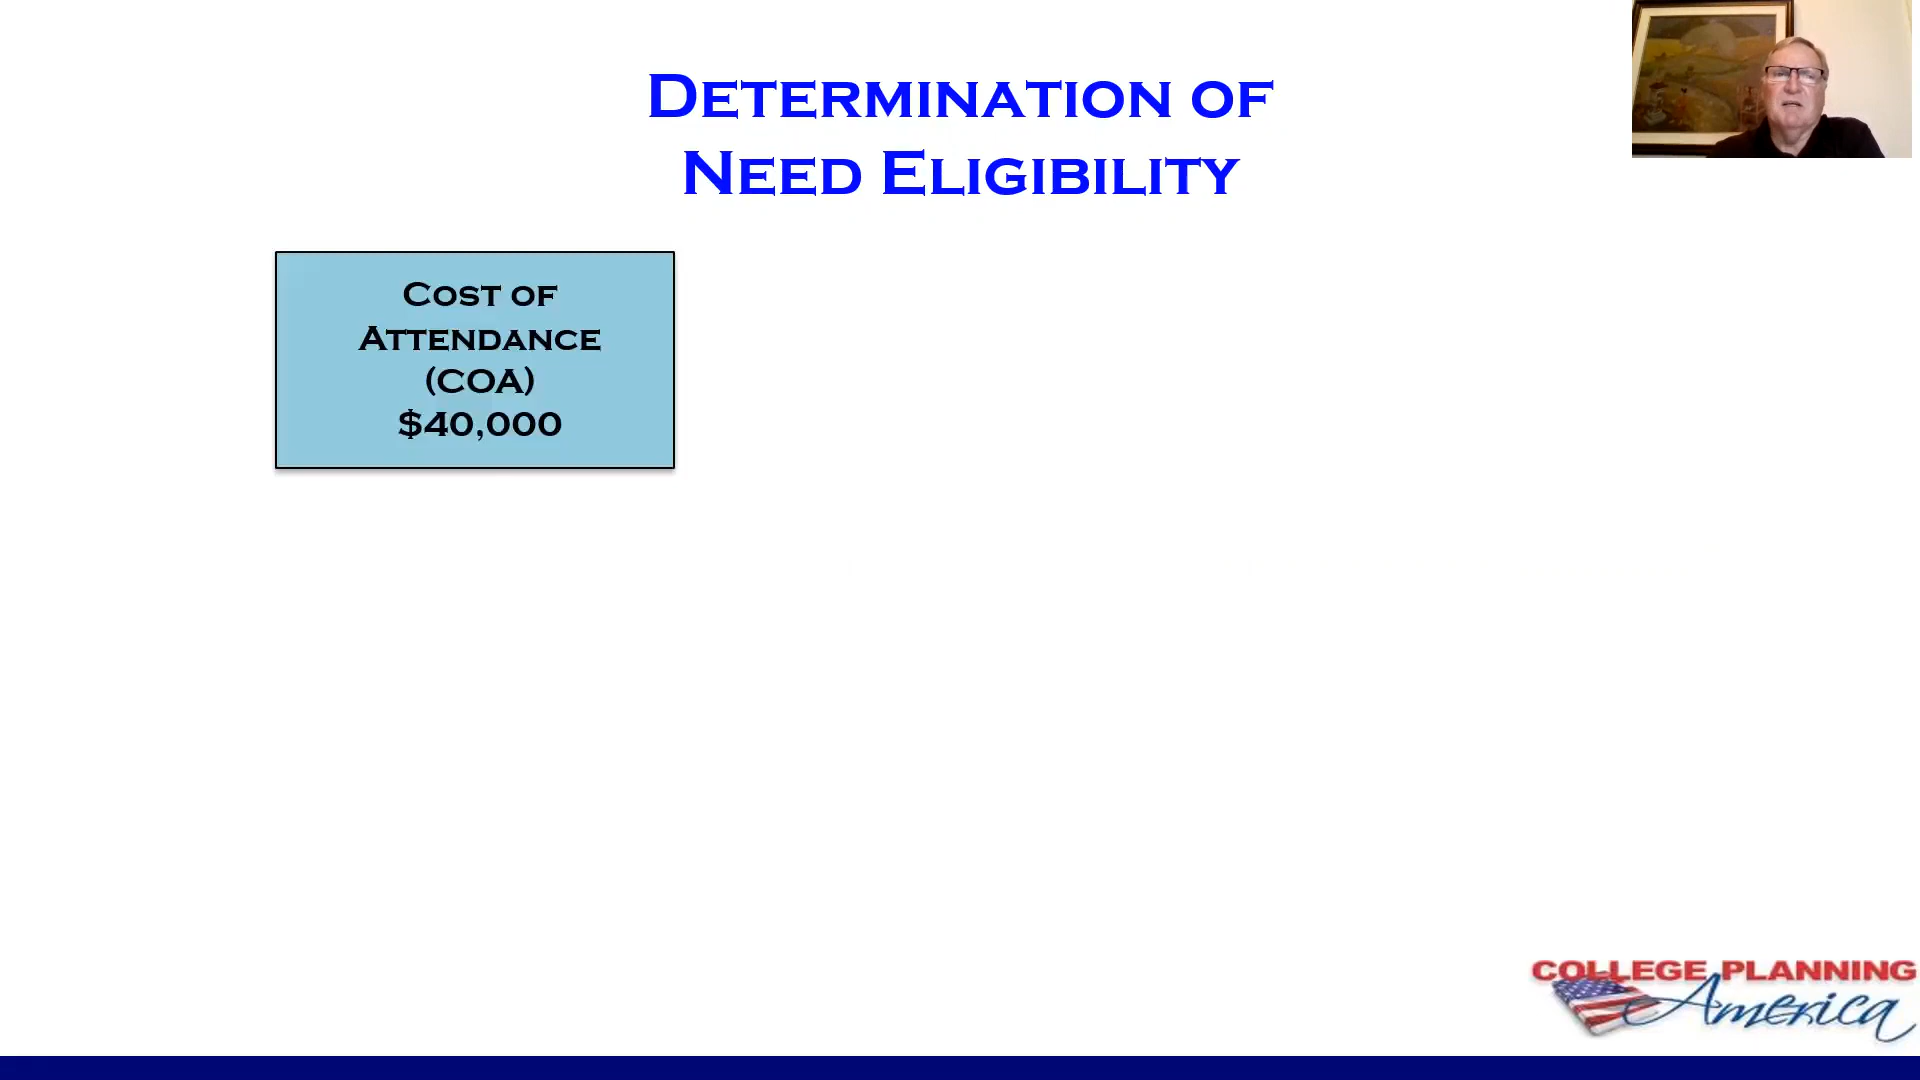 DETERMINATION OF
NEED ELIGIBILITY
COST OF
ATTENDANCE
(COA)
$40,000
COLLEGE PLANNING
America